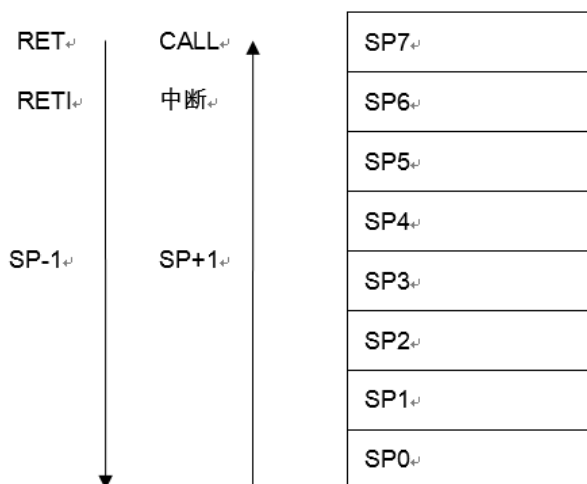 RET CALL SP7
RETI 中断 SP6
SP5
SP4
SP-1 SP+1
SP3
SP2
SP1
SP0